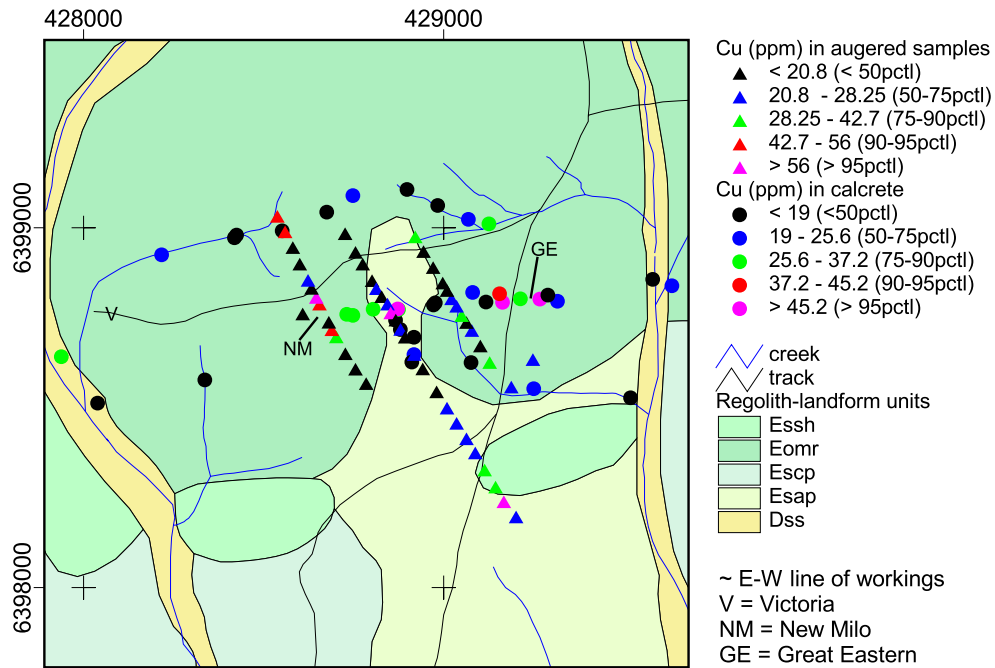 428000
429000
6399000
6398000
V
NM
GE
Cu (ppm) in augered samples
< 20.8 (< 50pctl)
20.8 - 28.25 (50-75pctl)
28.25 - 42.7 (75-90pctl)
42.7 - 56 (90-95pctl)
> 56 (> 95pctl)
Cu (ppm) in calcrete
< 19 (<50pctl)
19 - 25.6 (50-75pctl)
25.6 - 37.2 (75-90pctl)
37.2 - 45.2 (90-95pctl)
> 45.2 (> 95pctl)
creek
track
Regolith-landform units
Essh
Eomr
Escp
Esap
Dss
~ E-W line of workings
V = Victoria
NM = New Milo
GE = Great Eastern